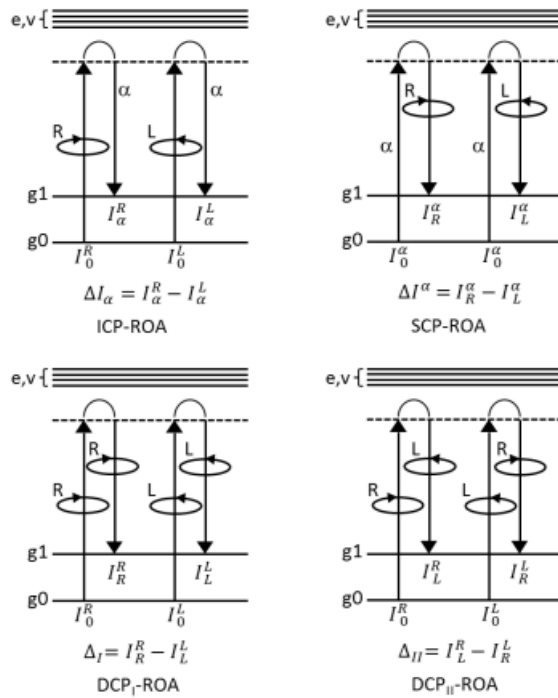 e,v
α α
R L
g1
I_α^R I_α^L
g0
I_0^R I_0^L
ΔI_α = I_α^R − I_α^L
ICP-ROA
e,v
R L
α α
g1
I_R^α I_L^α
g0
I_0^α I_0^α
ΔI^α = I_R^α − I_L^α
SCP-ROA
e,v
R L
R L
g1
I_R^R I_L^L
g0
I_0^R I_0^L
Δ_I = I_R^R − I_L^L
DCP_I-ROA
e,v
L R
R L
g1
I_L^R I_R^L
g0
I_0^R I_0^L
Δ_II = I_L^R − I_R^L
DCP_II-ROA